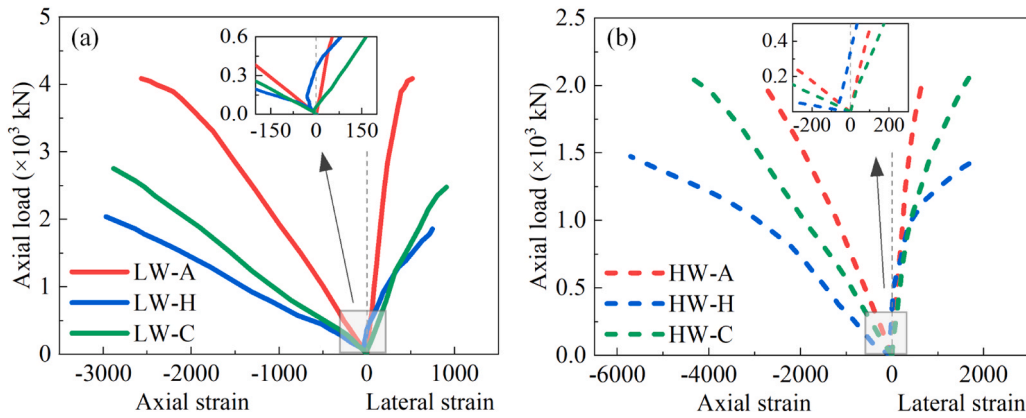 (a)
Axial load (×10³ kN)
5
4
3
2
1
0
0.6
0.3
0.0
-150 0 150
LW-A
LW-H
LW-C
-3000 -2000 -1000 0 1000
Axial strain Lateral strain
(b)
Axial load (×10³ kN)
2.5
2.0
1.5
1.0
0.5
0.0
0.4
0.2
-200 0 200
HW-A
HW-H
HW-C
-6000 -4000 -2000 0 2000
Axial strain Lateral strain